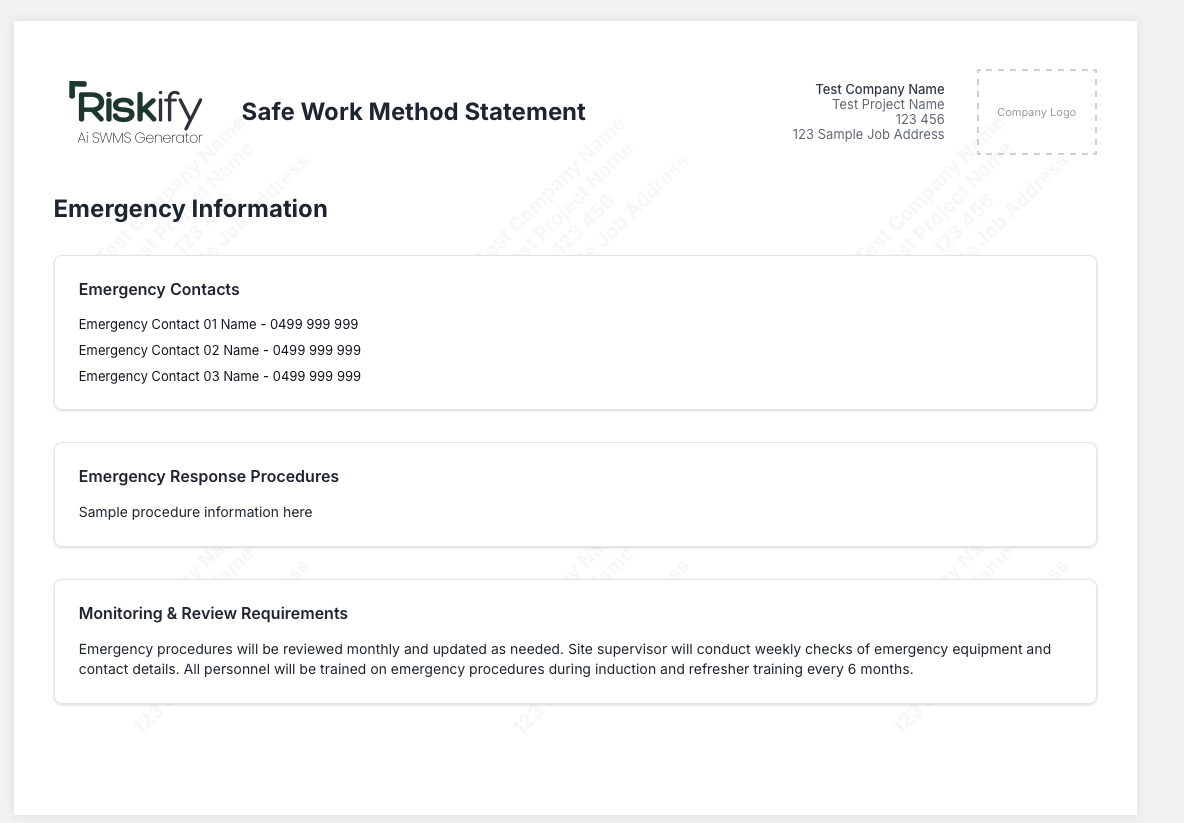 Riskify
Ai SWMS Generator
Safe Work Method Statement
Test Company Name
Test Project Name
123 456
123 Sample Job Address
Company Logo
Emergency Information
Emergency Contacts
Emergency Contact 01 Name - 0499 999 999
Emergency Contact 02 Name - 0499 999 999
Emergency Contact 03 Name - 0499 999 999
Emergency Response Procedures
Sample procedure information here
Monitoring & Review Requirements
Emergency procedures will be reviewed monthly and updated as needed. Site supervisor will conduct weekly checks of emergency equipment and
contact details. All personnel will be trained on emergency procedures during induction and refresher training every 6 months.